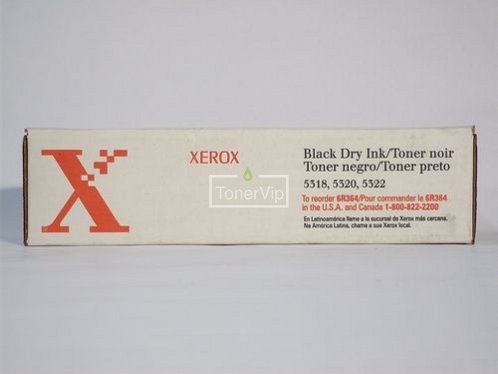 XEROX
TonerVip
Black Dry Ink/Toner noir
Toner negro/Toner preto
5318, 5320, 5322
To reorder 6R364/Pour commander le 6R364
in the U.S.A. and Canada 1-800-822-2200
En Latinoamérica llame a la sucursal de Xerox más cercana.
Na América Latina, chame a sua Xerox local.